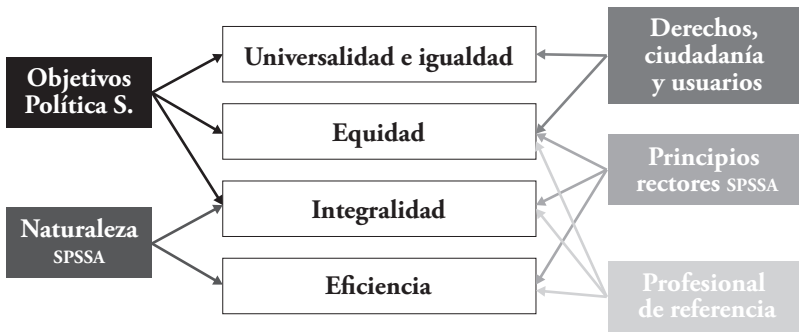 Objetivos
Política S.
Naturaleza
SPSSA
Universalidad e igualdad
Equidad
Integralidad
Eficiencia
Derechos,
ciudadanía
y usuarios
Principios
rectores SPSSA
Profesional
de referencia